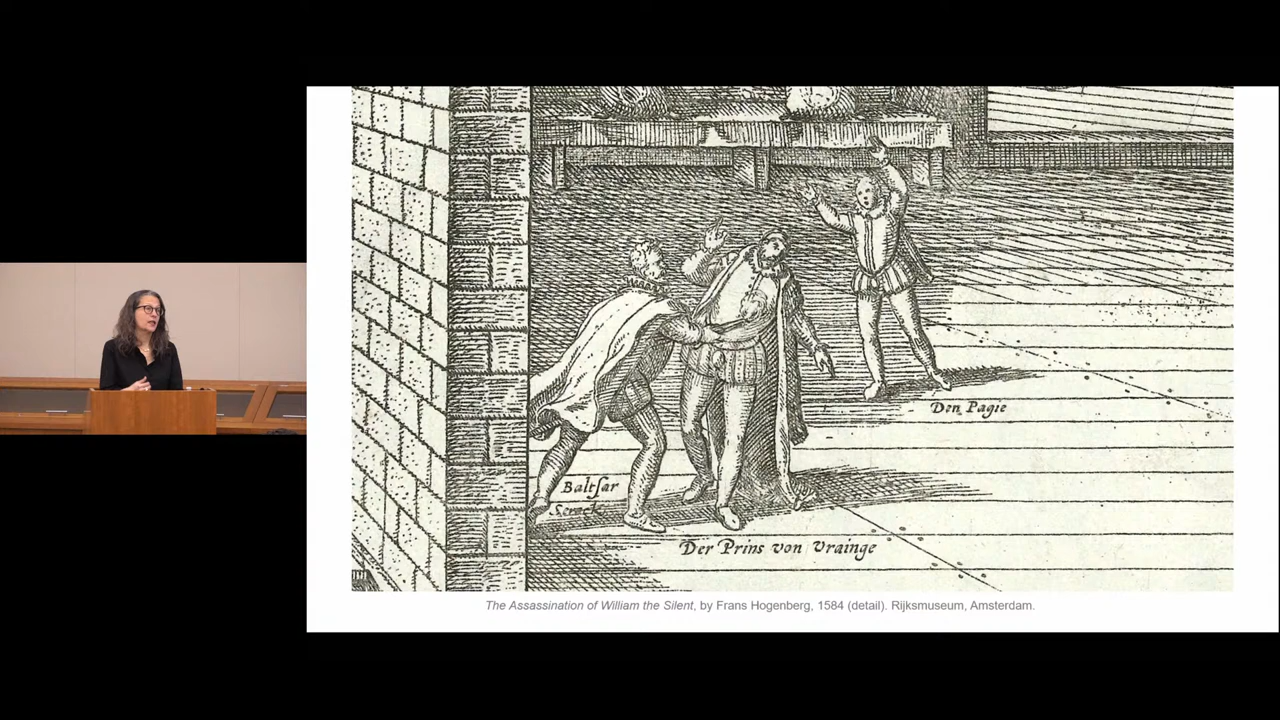 Den Pagie
Baltſar
Serack
Der Prins von Vrainge
The Assassination of William the Silent, by Frans Hogenberg, 1584 (detail). Rijksmuseum, Amsterdam.